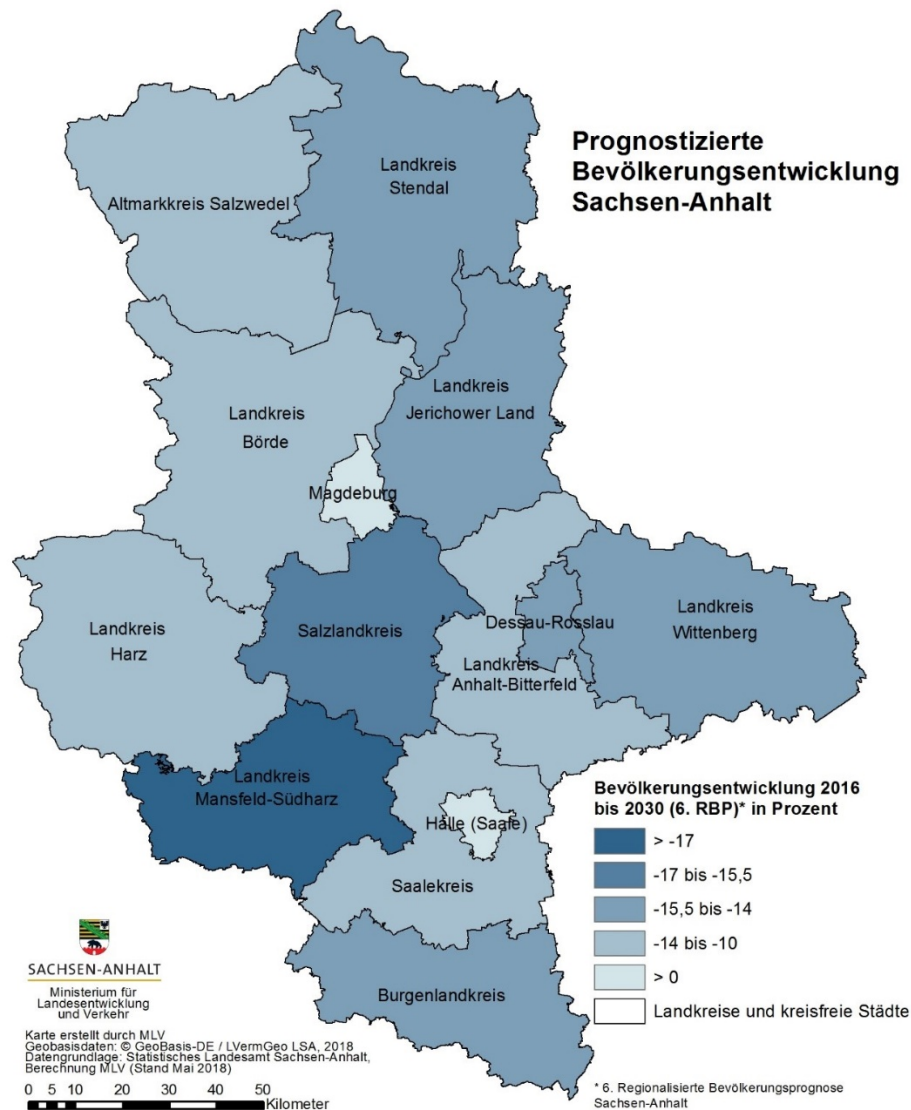 Prognostizierte
Bevölkerungsentwicklung
Sachsen-Anhalt
Landkreis
Stendal
Altmarkkreis Salzwedel
Landkreis
Jerichower Land
Landkreis
Börde
Magdeburg
Landkreis
Harz
Salzlandkreis
Dessau-Rosslau
Landkreis
Wittenberg
Landkreis
Anhalt-Bitterfeld
Landkreis
Mansfeld-Südharz
Halle (Saale)
Saalekreis
Burgenlandkreis
Bevölkerungsentwicklung 2016
bis 2030 (6. RBP)* in Prozent
> -17
-17 bis -15,5
-15,5 bis -14
-14 bis -10
> 0
Landkreise und kreisfreie Städte
SACHSEN-ANHALT
Ministerium für
Landesentwicklung
und Verkehr
Karte erstellt durch MLV
Geobasisdaten: © GeoBasis-DE / LVermGeo LSA, 2018
Datengrundlage: Statistisches Landesamt Sachsen-Anhalt,
Berechnung MLV (Stand Mai 2018)
0 5 10 20 30 40 50
Kilometer
* 6. Regionalisierte Bevölkerungsprognose
Sachsen-Anhalt